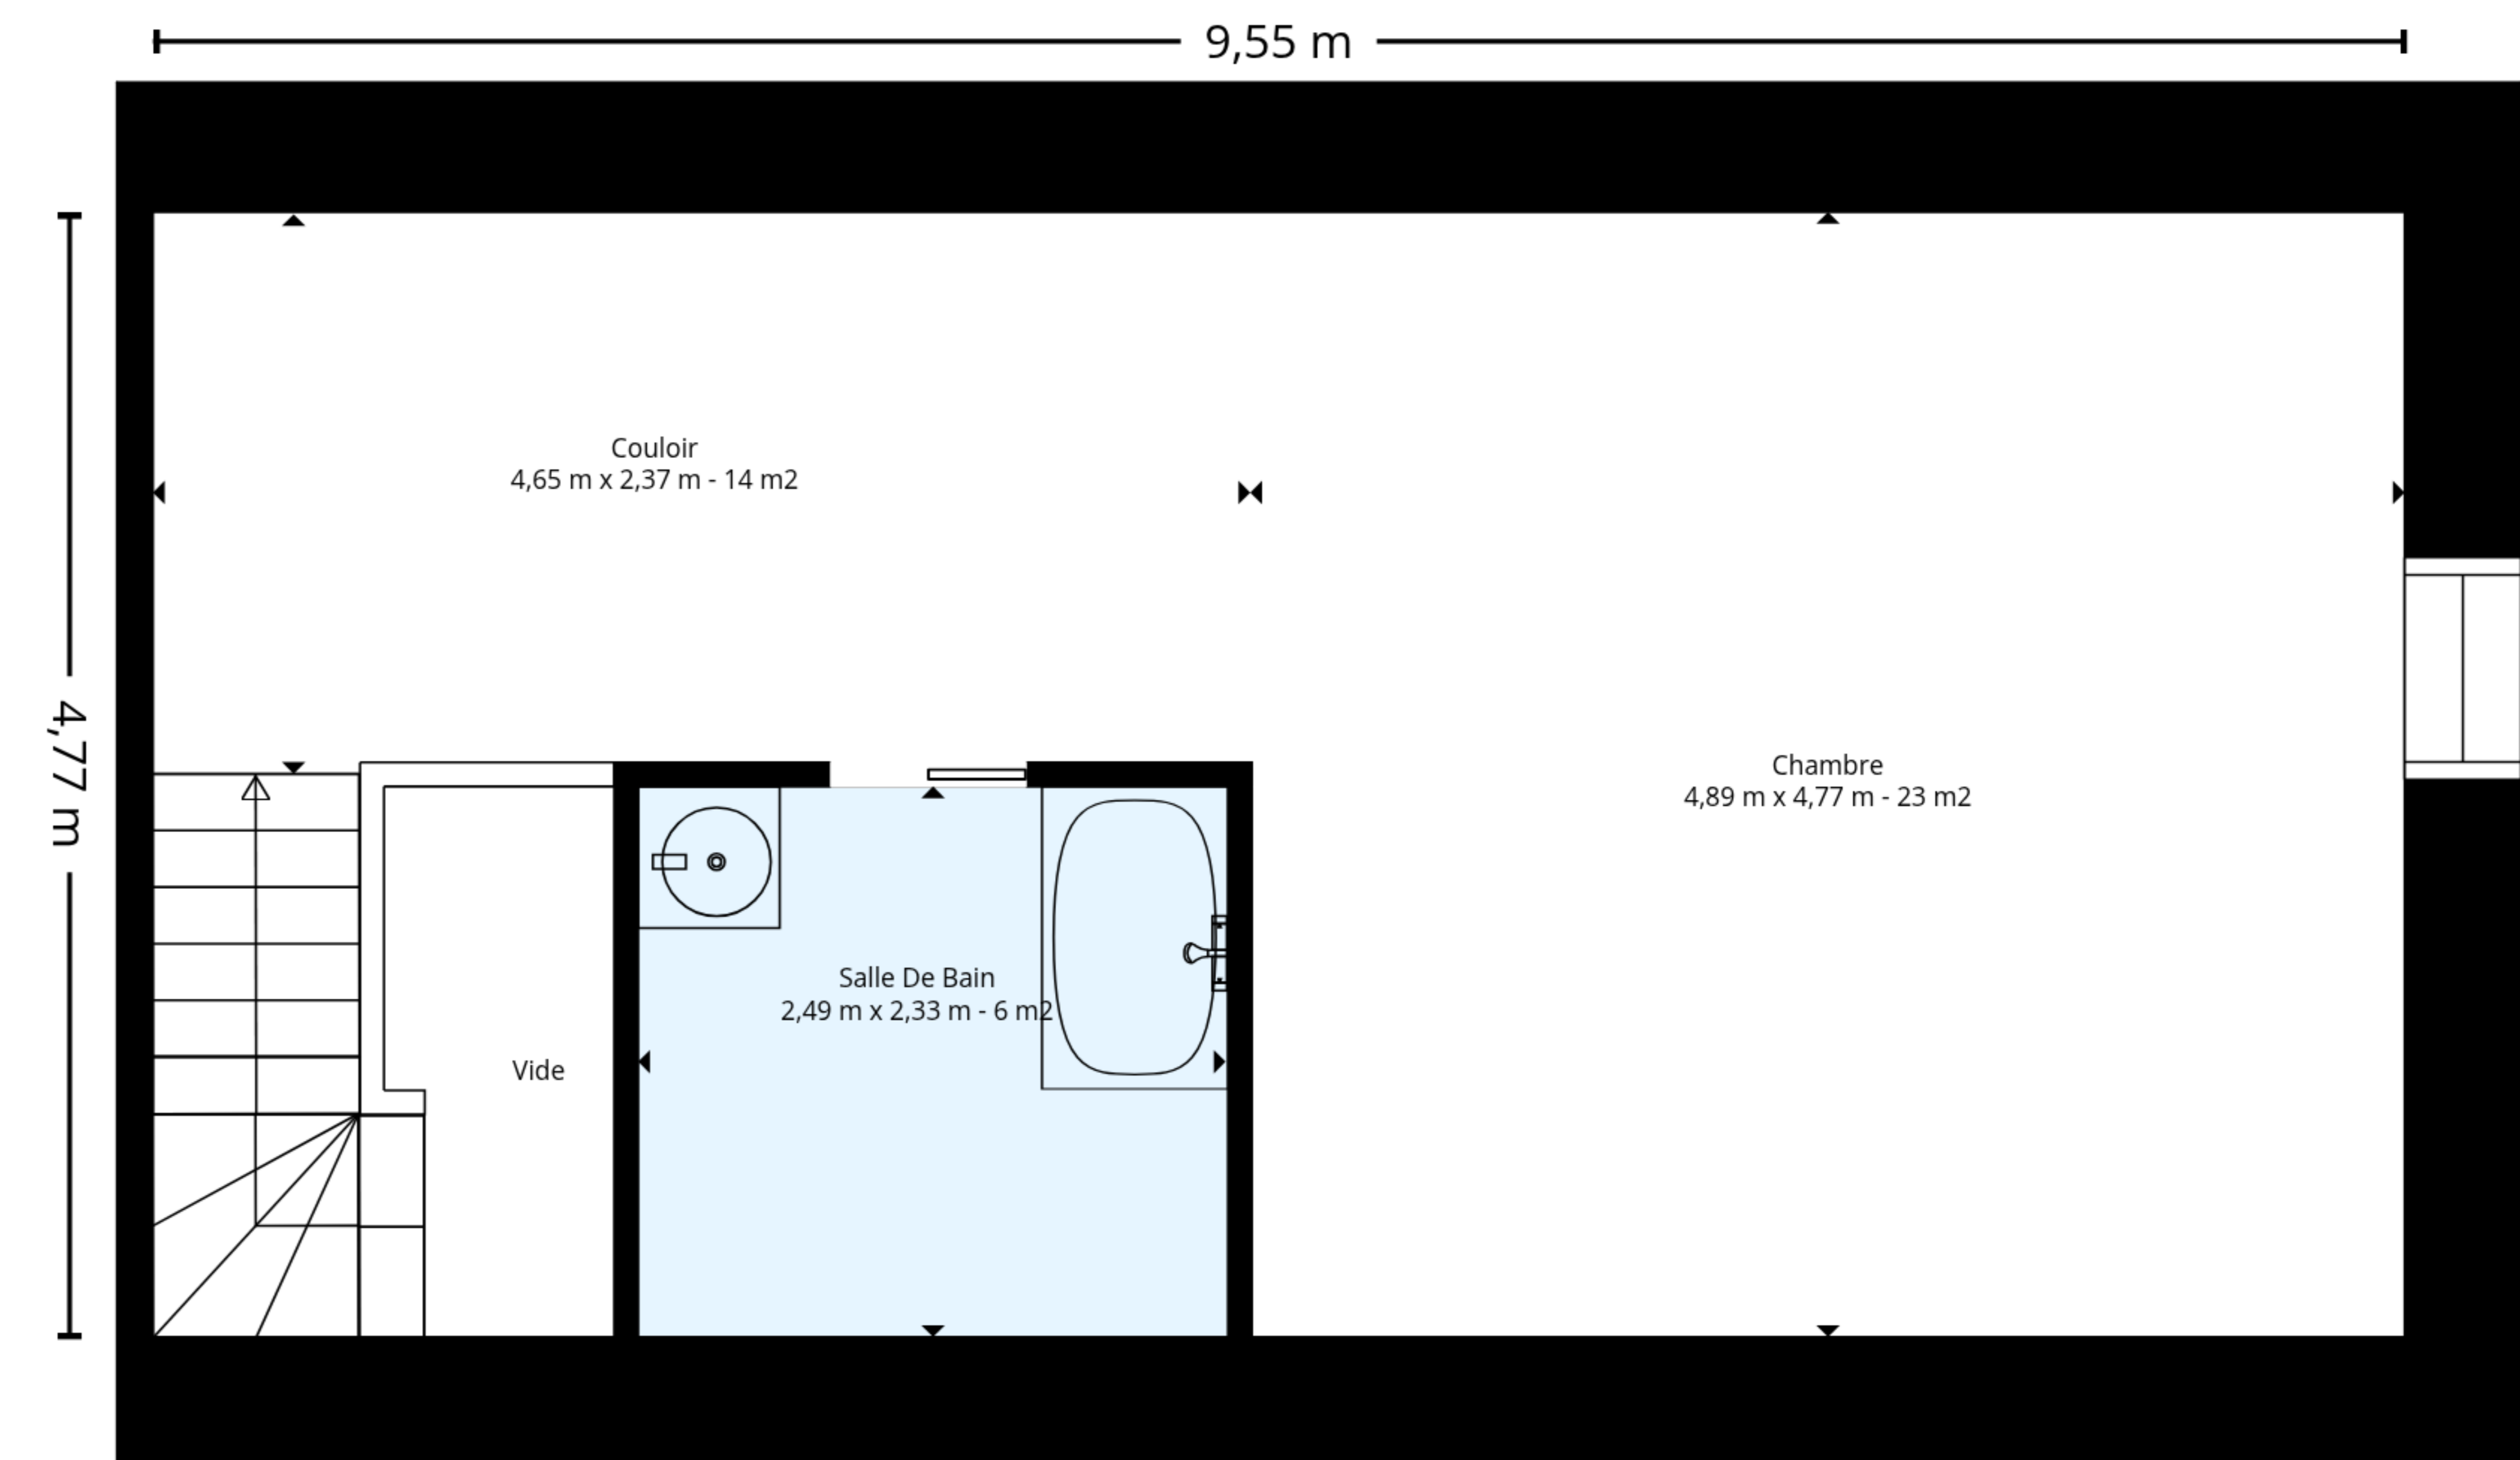 9,55 m
Couloir
4,65 m x 2,37 m - 14 m2
4,77 m
Chambre
4,89 m x 4,77 m - 23 m2
Salle De Bain
2,49 m x 2,33 m - 6 m2
Vide